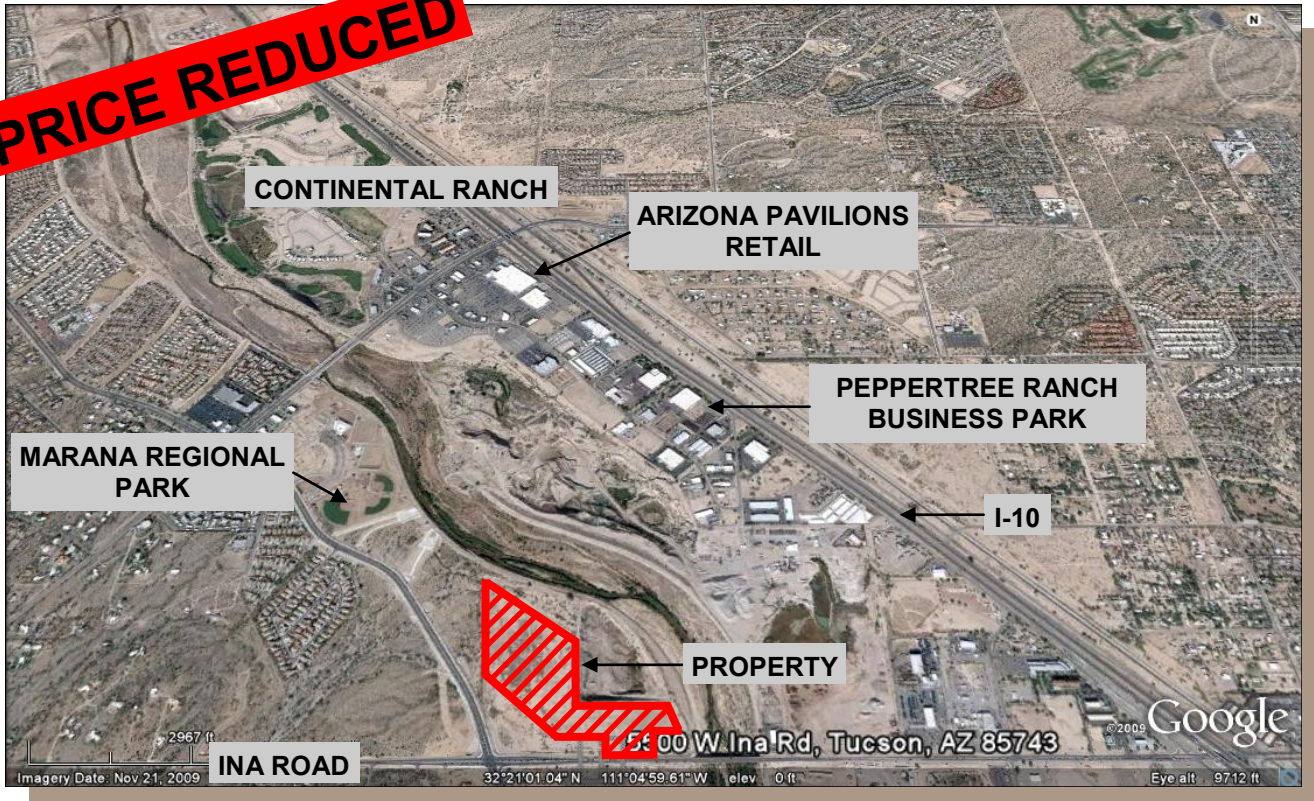 N
PRICE REDUCED
CONTINENTAL RANCH
ARIZONA PAVILIONS
RETAIL
PEPPERTREE RANCH
BUSINESS PARK
MARANA REGIONAL
PARK
I-10
PROPERTY
©2009 Google
W Ina Rd, Tucson, AZ 85743
2967 ft
INA ROAD
Imagery Date: Nov 21, 2009
32°21'01.04" N 111°04'59.61" W elev 0 ft
Eye alt 9712 ft